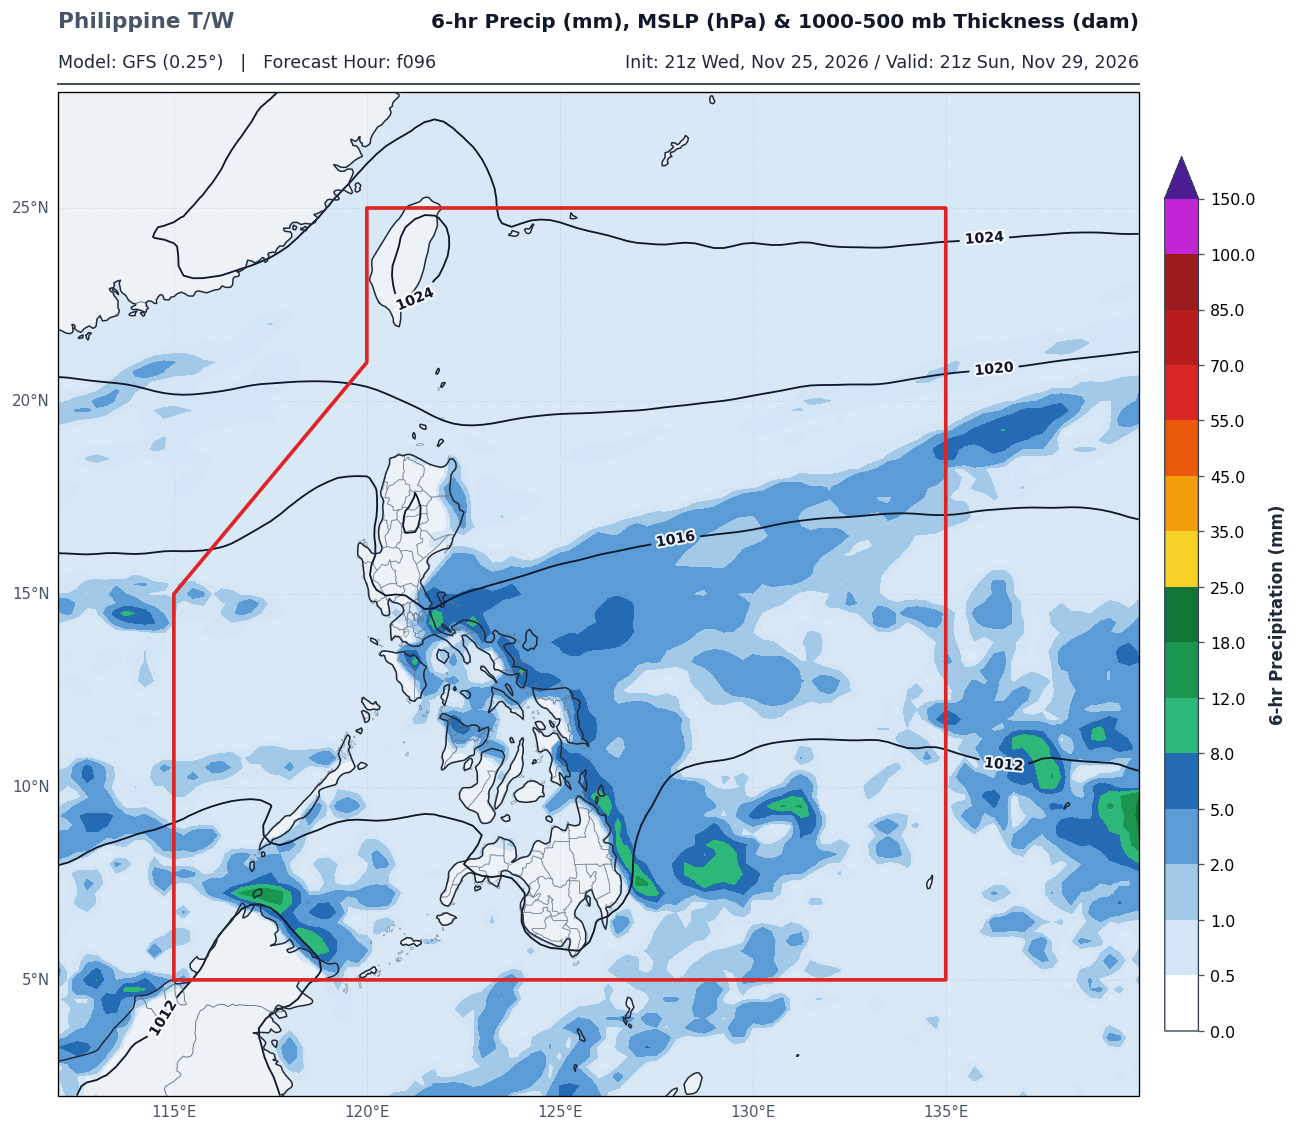 Philippine T/W
6-hr Precip (mm), MSLP (hPa) & 1000-500 mb Thickness (dam)
Model: GFS (0.25°) | Forecast Hour: f096
Init: 21z Wed, Nov 25, 2026 / Valid: 21z Sun, Nov 29, 2026
25°N
20°N
15°N
10°N
5°N
115°E
120°E
125°E
130°E
135°E
1024
1024
1020
1016
1012
1012
150.0
100.0
85.0
70.0
55.0
45.0
35.0
25.0
18.0
12.0
8.0
5.0
2.0
1.0
0.5
0.0
6-hr Precipitation (mm)